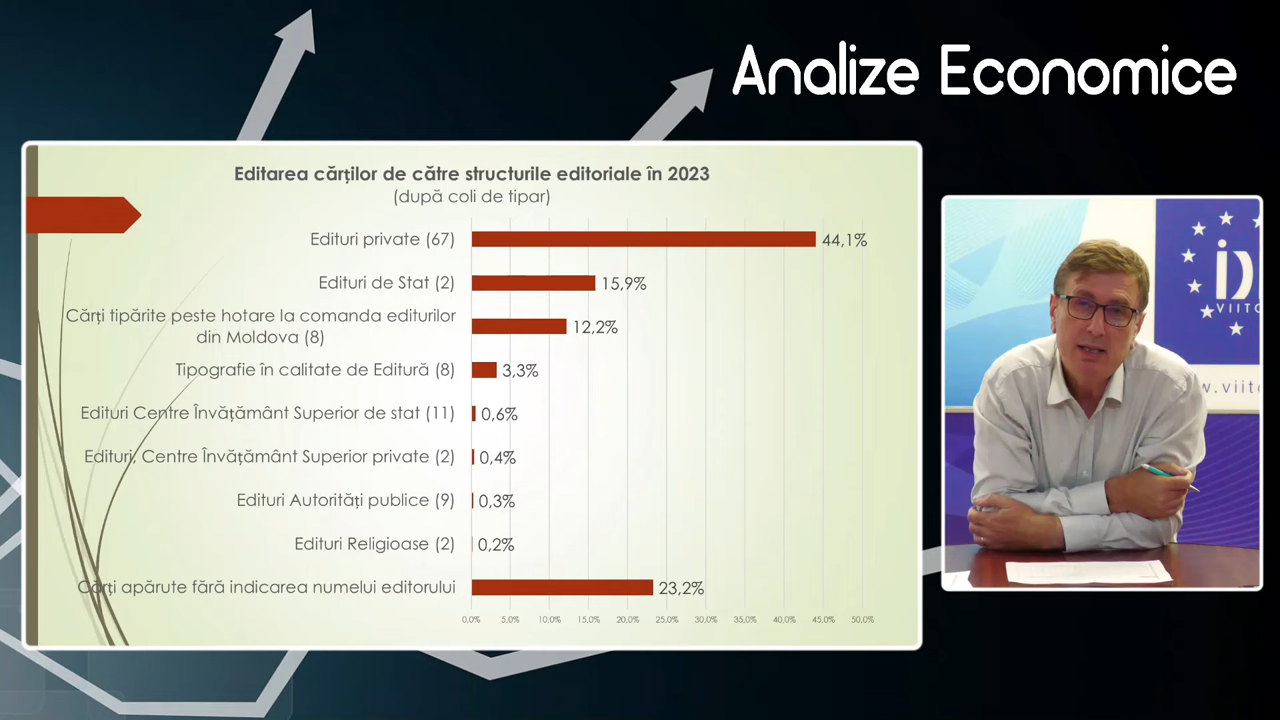 Analize Economice
Editarea cărților de către structurile editoriale în 2023
(după coli de tipar)
Edituri private (67)
44,1%
Edituri de Stat (2)
15,9%
Cărți tipărite peste hotare la comanda editurilor
din Moldova (8)
12,2%
Tipografie în calitate de Editură (8)
3,3%
Edituri Centre Învățământ Superior de stat (11)
0,6%
Edituri, Centre Învățământ Superior private (2)
0,4%
Edituri Autorități publice (9)
0,3%
Edituri Religioase (2)
0,2%
Cărți apărute fără indicarea numelui editorului
23,2%
0,0% 5,0% 10,0% 15,0% 20,0% 25,0% 30,0% 35,0% 40,0% 45,0% 50,0%